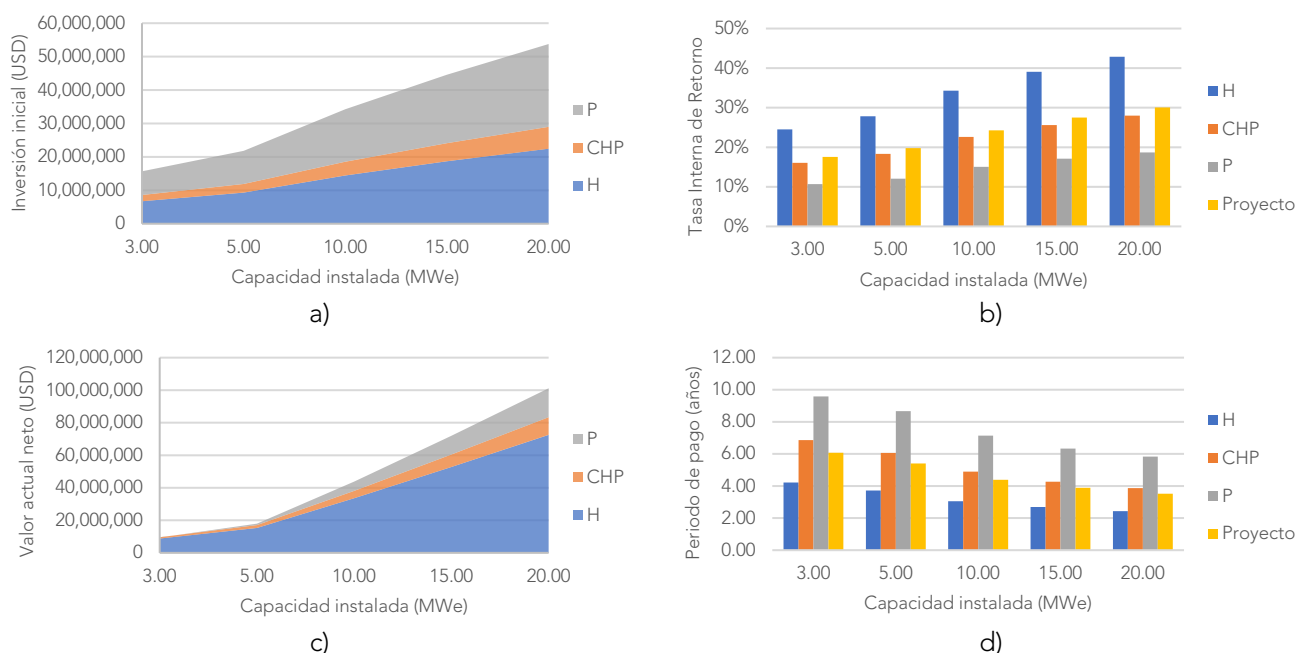 60,000,000
50,000,000
40,000,000
30,000,000
20,000,000
10,000,000
0
Inversión inicial (USD)
3.00 5.00 10.00 15.00 20.00
Capacidad instalada (MWe)
P
CHP
H
a)
50%
40%
30%
20%
10%
0%
Tasa Interna de Retorno
3.00 5.00 10.00 15.00 20.00
Capacidad instalada (MWe)
H
CHP
P
Proyecto
b)
120,000,000
100,000,000
80,000,000
60,000,000
40,000,000
20,000,000
0
Valor actual neto (USD)
3.00 5.00 10.00 15.00 20.00
Capacidad instalada (MWe)
P
CHP
H
c)
12.00
10.00
8.00
6.00
4.00
2.00
0.00
Periodo de pago (años)
3.00 5.00 10.00 15.00 20.00
Capacidad instalada (MWe)
H
CHP
P
Proyecto
d)